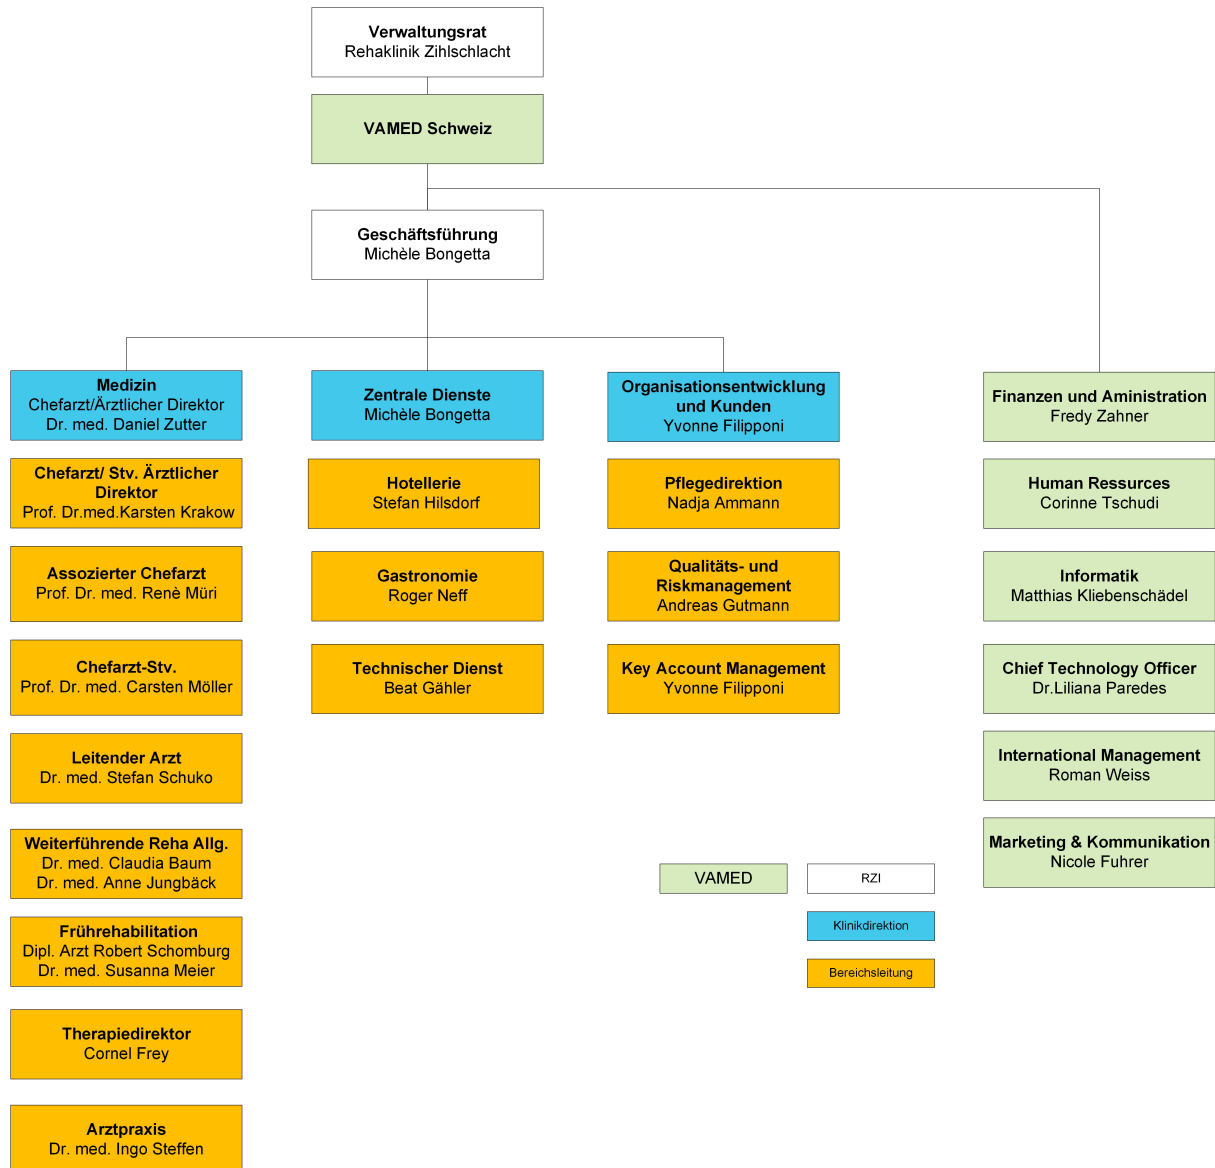 Verwaltungsrat
Rehaklinik Zihlschlacht
VAMED Schweiz
Geschäftsführung
Michèle Bongetta
Medizin
Chefarzt/Ärztlicher Direktor
Dr. med. Daniel Zutter
Chefarzt/ Stv. Ärztlicher
Direktor
Prof. Dr.med.Karsten Krakow
Assozierter Chefarzt
Prof. Dr. med. Renè Müri
Chefarzt-Stv.
Prof. Dr. med. Carsten Möller
Leitender Arzt
Dr. med. Stefan Schuko
Weiterführende Reha Allg.
Dr. med. Claudia Baum
Dr. med. Anne Jungbäck
Frührehabilitation
Dipl. Arzt Robert Schomburg
Dr. med. Susanna Meier
Therapiedirektor
Cornel Frey
Arztpraxis
Dr. med. Ingo Steffen
Zentrale Dienste
Michèle Bongetta
Hotellerie
Stefan Hilsdorf
Gastronomie
Roger Neff
Technischer Dienst
Beat Gähler
Organisationsentwicklung
und Kunden
Yvonne Filipponi
Pflegedirektion
Nadja Ammann
Qualitäts- und
Riskmanagement
Andreas Gutmann
Key Account Management
Yvonne Filipponi
Finanzen und Aministration
Fredy Zahner
Human Ressources
Corinne Tschudi
Informatik
Matthias Kliebenschädel
Chief Technology Officer
Dr.Liliana Paredes
International Management
Roman Weiss
Marketing & Kommunikation
Nicole Fuhrer
VAMED
RZI
Klinikdirektion
Bereichsleitung